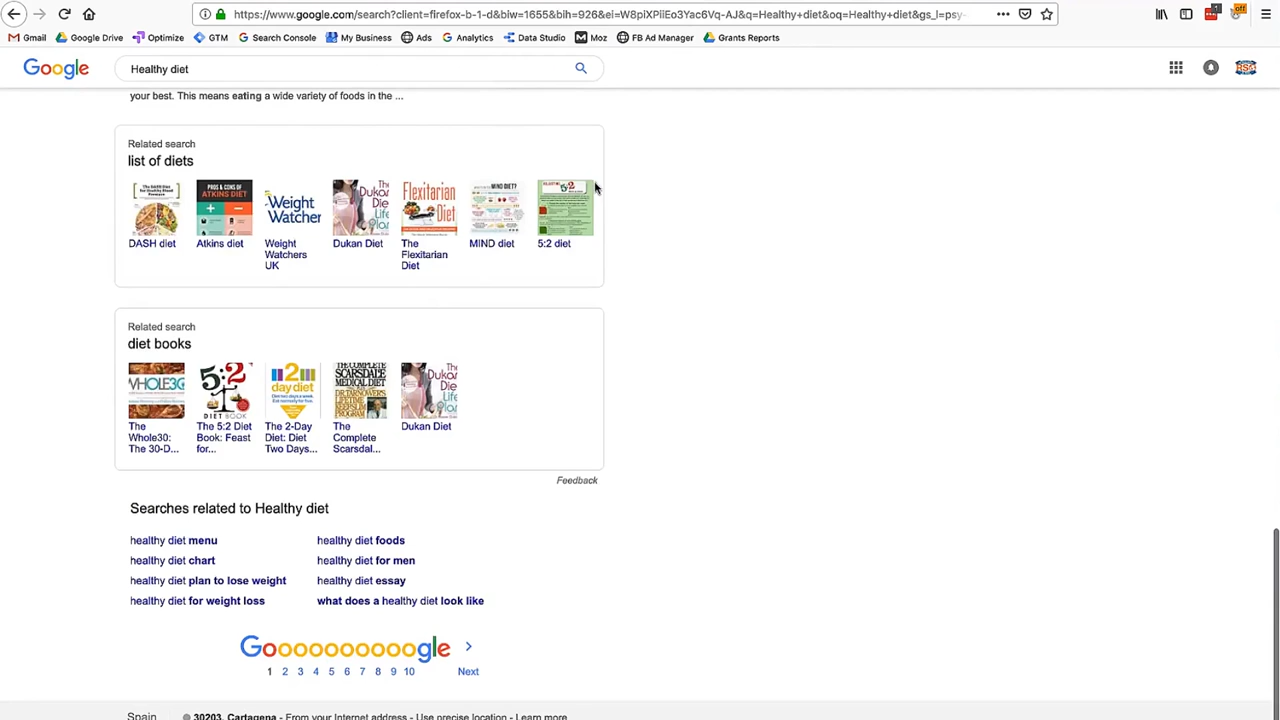 https://www.google.com/search?client=firefox-b-1-d&biw=1655&bih=926&ei=W8piXPiiEo3Yac6Vq-AJ&q=Healthy+diet&oq=Healthy+diet&gs_l=psy-
Gmail Google Drive Optimize GTM Search Console My Business Ads Analytics Data Studio Moz FB Ad Manager Grants Reports
Google Healthy diet
your best. This means eating a wide variety of foods in the ...
Related search
list of diets
DASH diet
Atkins diet
Weight Watchers UK
Dukan Diet
The Flexitarian Diet
MIND diet
5:2 diet
Related search
diet books
The Whole30: The 30-D...
The 5:2 Diet Book: Feast for...
The 2-Day Diet: Diet Two Days...
The Complete Scarsdal...
Dukan Diet
Feedback
Searches related to Healthy diet
healthy diet menu
healthy diet foods
healthy diet chart
healthy diet for men
healthy diet plan to lose weight
healthy diet essay
healthy diet for weight loss
what does a healthy diet look like
Goooooooooogle
1 2 3 4 5 6 7 8 9 10 Next
Spain 30203, Cartagena - From your Internet address - Use precise location - Learn more